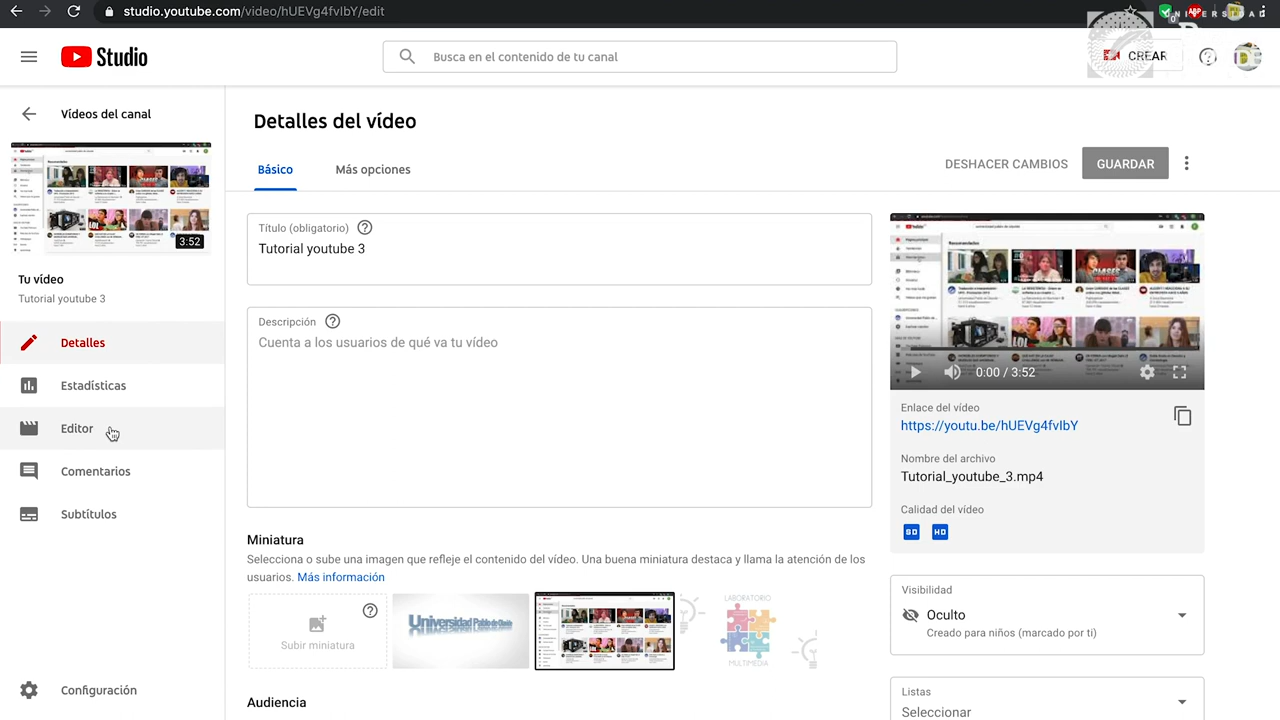 studio.youtube.com/video/hUEVg4fvIbY/edit
UNIVERSIDAD
ABP
Studio
Busca en el contenido de tu canal
CREAR
Vídeos del canal
3:52
Tu vídeo
Tutorial youtube 3
Detalles
Estadísticas
Editor
Comentarios
Subtítulos
Configuración
Detalles del vídeo
Básico
Más opciones
DESHACER CAMBIOS
GUARDAR
Título (obligatorio)
Tutorial youtube 3
Descripción
Cuenta a los usuarios de qué va tu vídeo
Miniatura
Selecciona o sube una imagen que refleje el contenido del vídeo. Una buena miniatura destaca y llama la atención de los
usuarios. Más información
Subir miniatura
Universidad Pablo de Olavide
LABORATORIO
MULTIMEDIA
Audiencia
0:00 / 3:52
Enlace del vídeo
https://youtu.be/hUEVg4fvIbY
Nombre del archivo
Tutorial_youtube_3.mp4
Calidad del vídeo
SD HD
Visibilidad
Oculto
Creado para niños (marcado por ti)
Listas
Seleccionar